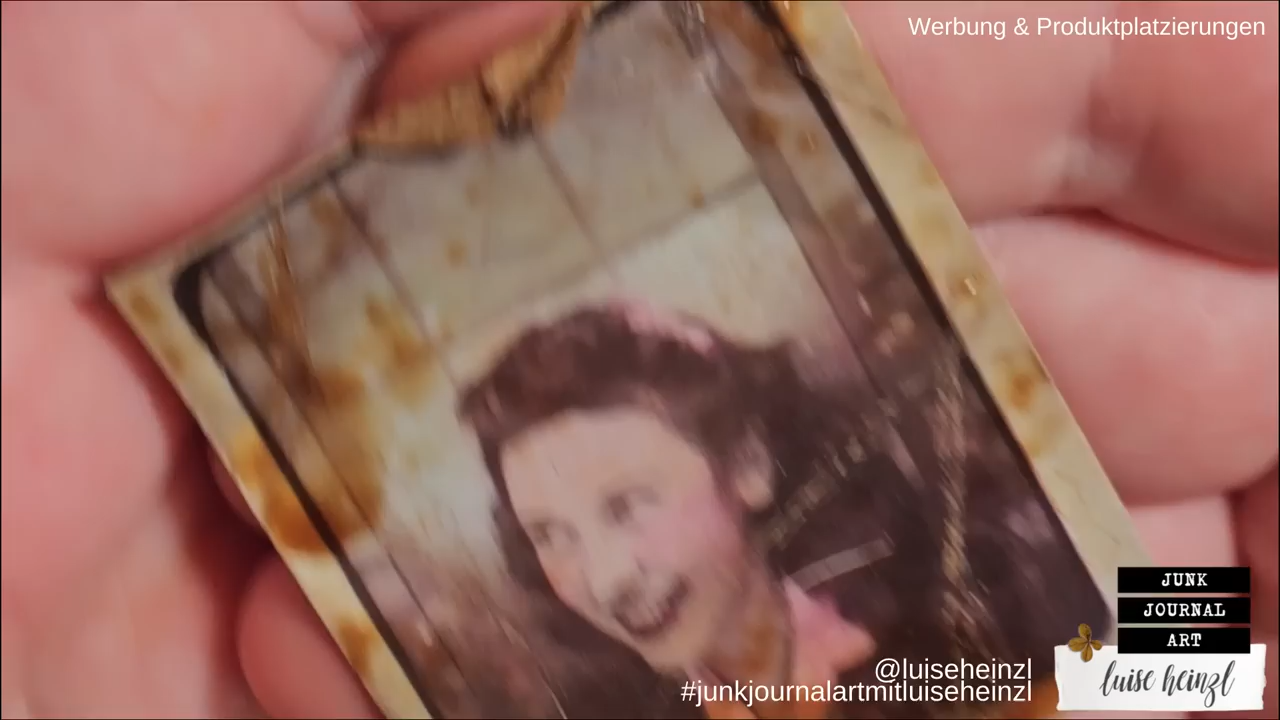 Werbung & Produktplatzierungen
JUNK
JOURNAL
ART
@luiseheinzl
#junkjournalartmitluiseheinzl
luise heinzl